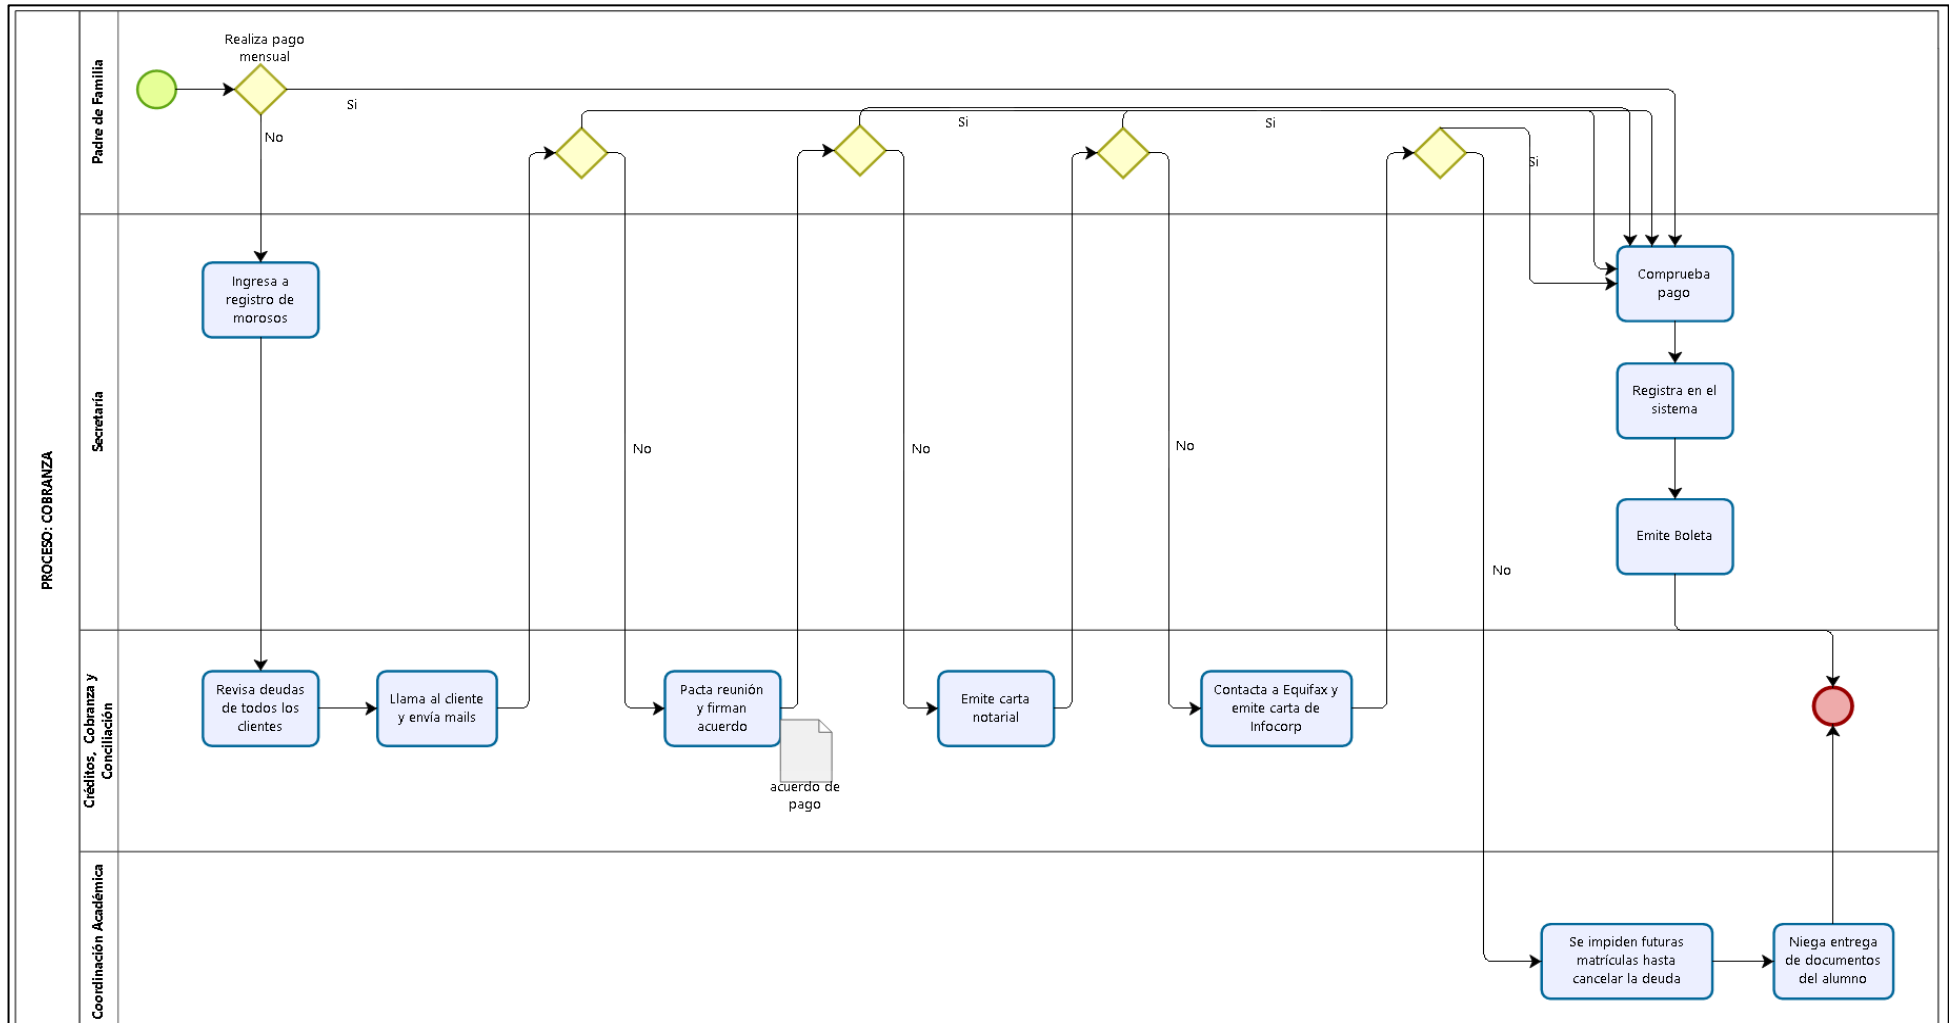 PROCESO: COBRANZA
Padre de Familia
Realiza pago
mensual
Si
No
Si
Si
Si
Secretaría
Ingresa a
registro de
morosos
No
No
No
No
Comprueba
pago
Registra en el
sistema
Emite Boleta
Créditos, Cobranza y
Conciliación
Revisa deudas
de todos los
clientes
Llama al cliente
y envía mails
Pacta reunión
y firman
acuerdo
acuerdo de
pago
Emite carta
notarial
Contacta a Equifax y
emite carta de
Infocorp
Coordinación Académica
Se impiden futuras
matrículas hasta
cancelar la deuda
Niega entrega
de documentos
del alumno